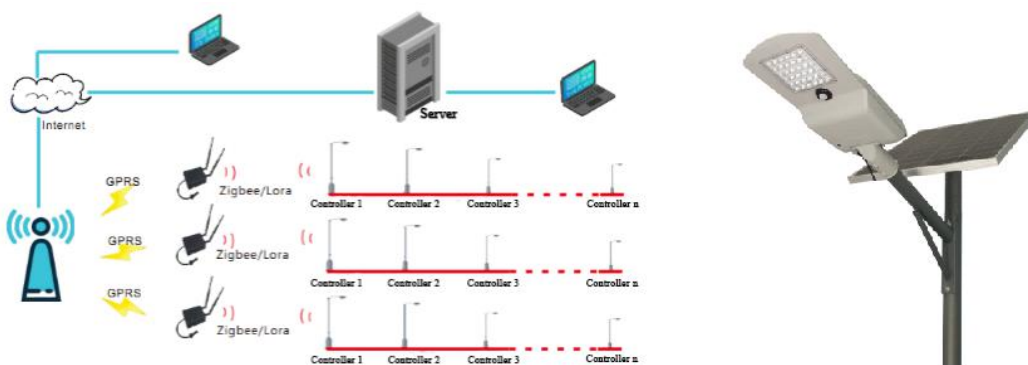 Server
Internet
GPRS
Zigbee/Lora
Controller 1 Controller 2 Controller 3 Controller n
GPRS
Zigbee/Lora
Controller 1 Controller 2 Controller 3 Controller n
GPRS
Zigbee/Lora
Controller 1 Controller 2 Controller 3 Controller n